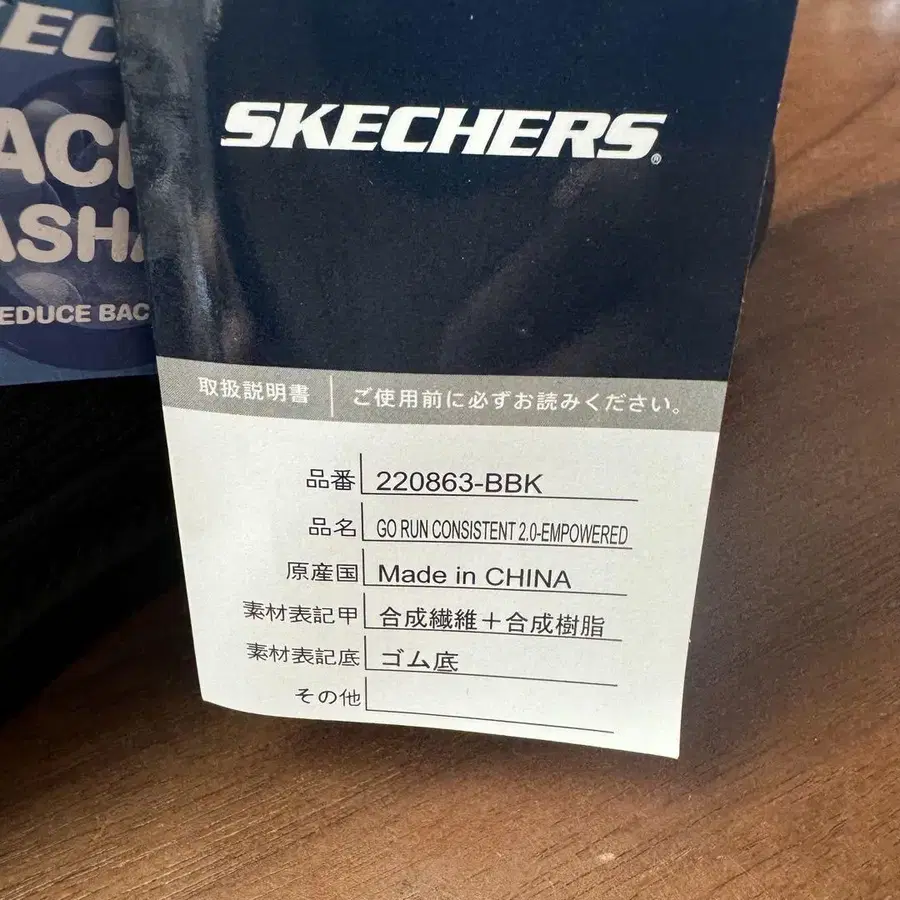 SKECHERS®
EDUCE BAC
取扱説明書 ご使用前に必ずお読みください。
品番 220863-BBK
品名 GO RUN CONSISTENT 2.0-EMPOWERED
原産国 Made in CHINA
素材表記甲 合成繊維+合成樹脂
素材表記底 ゴム底
その他